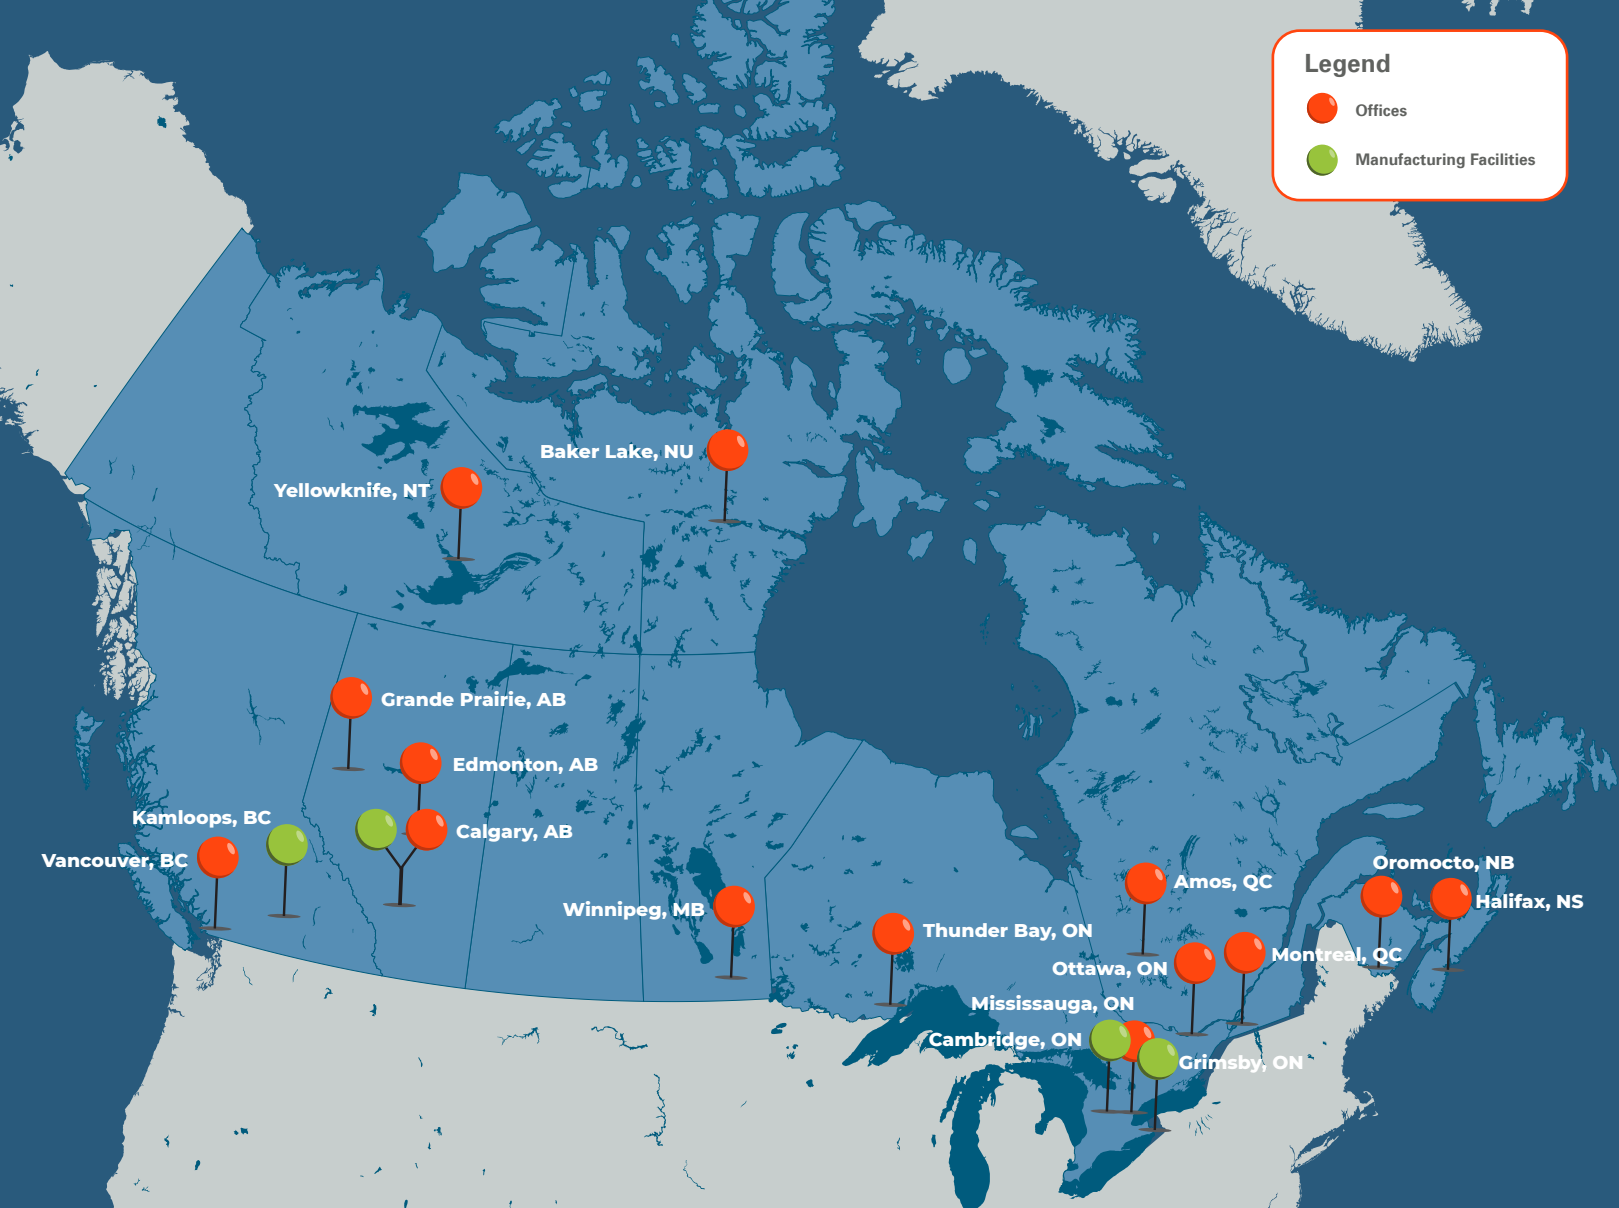 Legend
Offices
Manufacturing Facilities
Baker Lake, NU
Yellowknife, NT
Grande Prairie, AB
Edmonton, AB
Kamloops, BC
Calgary, AB
Vancouver, BC
Oromocto, NB
Amos, QC
Halifax, NS
Winnipeg, MB
Thunder Bay, ON
Montreal, QC
Ottawa, ON
Mississauga, ON
Cambridge, ON
Grimsby, ON